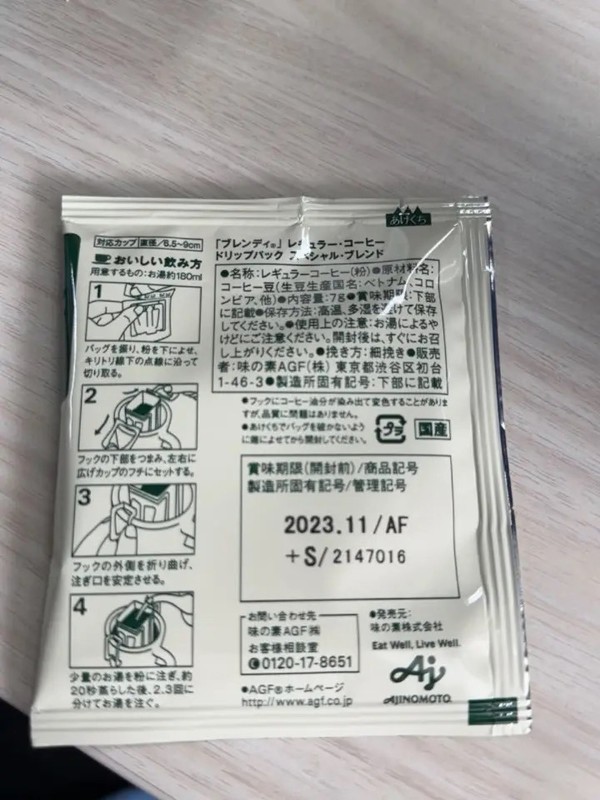 あけくち
対応カップ 直径/6.5~9cm
おいしい飲み方
用意するもの:お湯約180ml
1
バッグを振り、粉を下によせ、
キリトリ線下の点線に沿って
切り取る。
2
フックの下部をつまみ、左右に
広げカップのフチにセットする。
3
フックの外側を折り曲げ、
注ぎ口を安定させる。
4
少量のお湯を粉に注ぎ、約
20秒蒸らした後、2、3回に
分けてお湯を注ぐ。
「ブレンディ®」レギュラー・コーヒー
ドリップパック スペシャル・ブレンド
●名称:レギュラーコーヒー(粉)●原材料名:
コーヒー豆(生豆生産国名:ベトナム、コロ
ンビア、他)●内容量:7g●賞味期限:下部
に記載●保存方法:高温、多湿を避けて保存
してください。●使用上の注意:お湯によるや
けどにご注意ください。開封後は、すぐにお召
し上がりください。●挽き方:細挽き●販売
者:味の素AGF(株) 東京都渋谷区初台
1-46-3●製造所固有記号:下部に記載
●フックにコーヒー油分が染み出て変色することがありま
すが、品質に問題はありません。
●あけくちでバッグを破かないよう
に下に寄せてから開封してください。
プラ
国産
賞味期限(開封前)/商品記号
製造所固有記号/管理記号
2023.11/AF
+S/2147016
お問い合わせ先
味の素AGF㈱
お客様相談室
0120-17-8651
●AGF®ホームページ
http://www.agf.co.jp
●発売元:
味の素株式会社
Eat Well, Live Well.
Aj
AJINOMOTO.